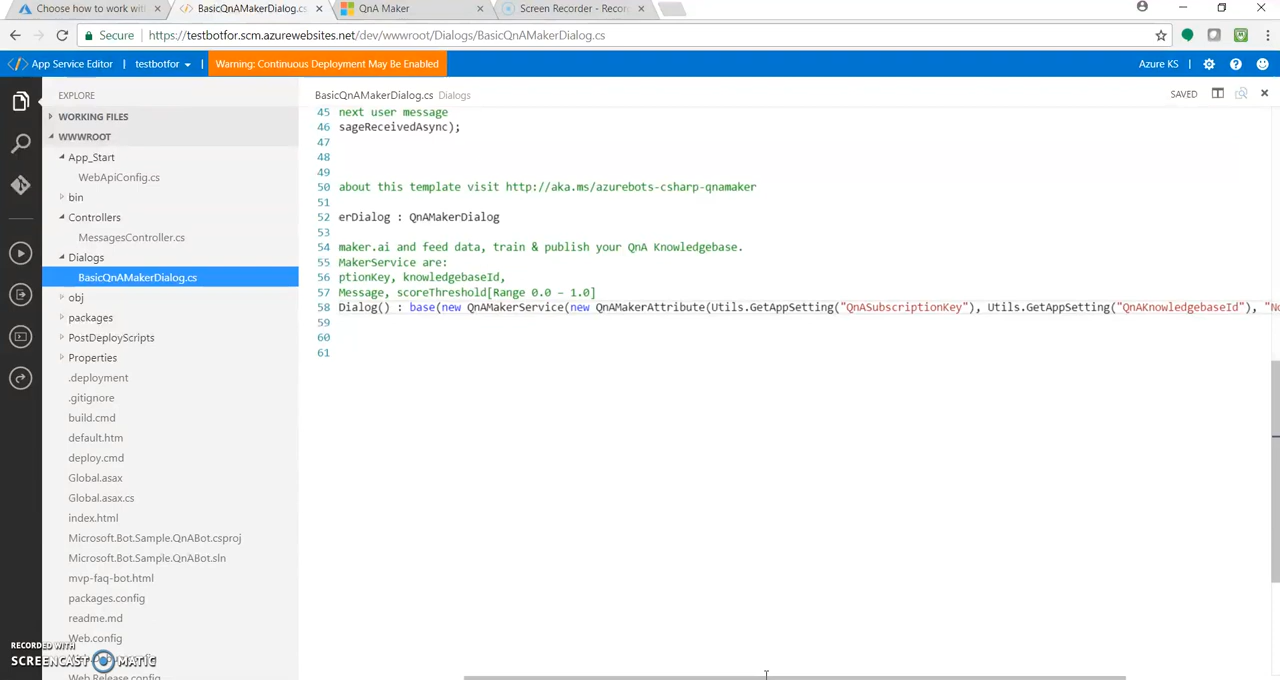 Choose how to work wit
BasicQnAMakerDialog.cs
QnA Maker
Screen Recorder - Recor
Secure
https://testbotfor.scm.azurewebsites.net/dev/wwwroot/Dialogs/BasicQnAMakerDialog.cs
</> App Service Editor | testbotfor | Warning: Continuous Deployment May Be Enabled
Azure KS
EXPLORE
WORKING FILES
WWWROOT
App_Start
WebApiConfig.cs
bin
Controllers
MessagesController.cs
Dialogs
BasicQnAMakerDialog.cs
obj
packages
PostDeployScripts
Properties
.deployment
.gitignore
build.cmd
default.htm
deploy.cmd
Global.asax
Global.asax.cs
index.html
Microsoft.Bot.Sample.QnABot.csproj
Microsoft.Bot.Sample.QnABot.sln
mvp-faq-bot.html
packages.config
readme.md
Web.config
Web.Release.config
BasicQnAMakerDialog.cs Dialogs
SAVED
45 next user message
46 sageReceivedAsync);
47
48
49
50 about this template visit http://aka.ms/azurebots-csharp-qnamaker
51
52 erDialog : QnAMakerDialog
53
54 maker.ai and feed data, train & publish your QnA Knowledgebase.
55 MakerService are:
56 ptionKey, knowledgebaseId,
57 Message, scoreThreshold[Range 0.0 – 1.0]
58 Dialog() : base(new QnAMakerService(new QnAMakerAttribute(Utils.GetAppSetting("QnASubscriptionKey"), Utils.GetAppSetting("QnAKnowledgebaseId"), "No
59
60
61
RECORDED WITH
SCREENCAST MATIC